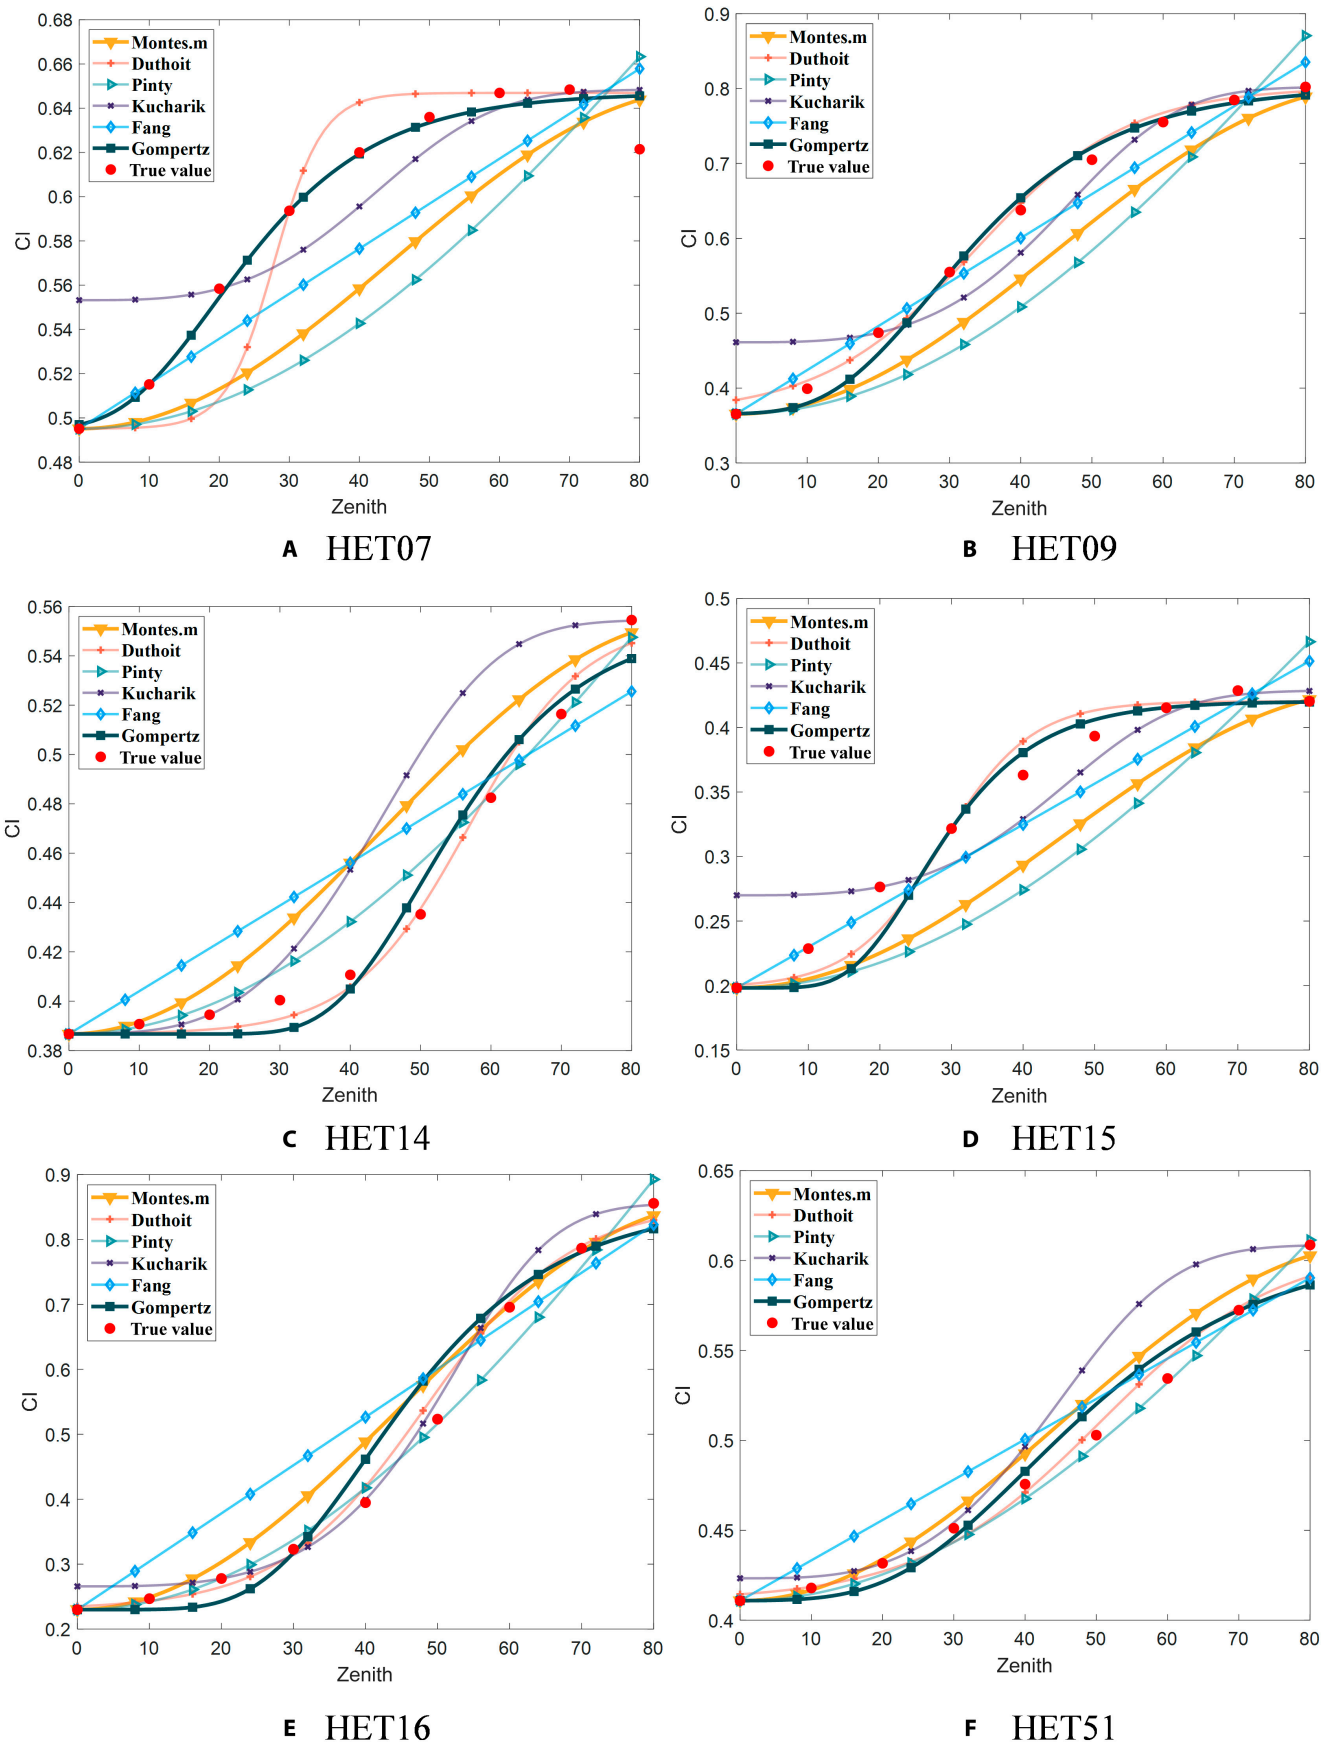 0.68
0.66
0.64
0.62
0.6
0.58
0.56
0.54
0.52
0.5
0.48
CI
Montes.m
Duthoit
Pinty
Kucharik
Fang
Gompertz
True value
0 10 20 30 40 50 60 70 80
Zenith
A HET07
0.9
0.8
0.7
0.6
0.5
0.4
0.3
CI
Montes.m
Duthoit
Pinty
Kucharik
Fang
Gompertz
True value
0 10 20 30 40 50 60 70 80
Zenith
B HET09
0.56
0.54
0.52
0.5
0.48
0.46
0.44
0.42
0.4
0.38
CI
Montes.m
Duthoit
Pinty
Kucharik
Fang
Gompertz
True value
0 10 20 30 40 50 60 70 80
Zenith
C HET14
0.5
0.45
0.4
0.35
0.3
0.25
0.2
0.15
CI
Montes.m
Duthoit
Pinty
Kucharik
Fang
Gompertz
True value
0 10 20 30 40 50 60 70 80
Zenith
D HET15
0.9
0.8
0.7
0.6
0.5
0.4
0.3
0.2
CI
Montes.m
Duthoit
Pinty
Kucharik
Fang
Gompertz
True value
0 10 20 30 40 50 60 70 80
Zenith
E HET16
0.65
0.6
0.55
0.5
0.45
0.4
CI
Montes.m
Duthoit
Pinty
Kucharik
Fang
Gompertz
True value
0 10 20 30 40 50 60 70 80
Zenith
F HET51